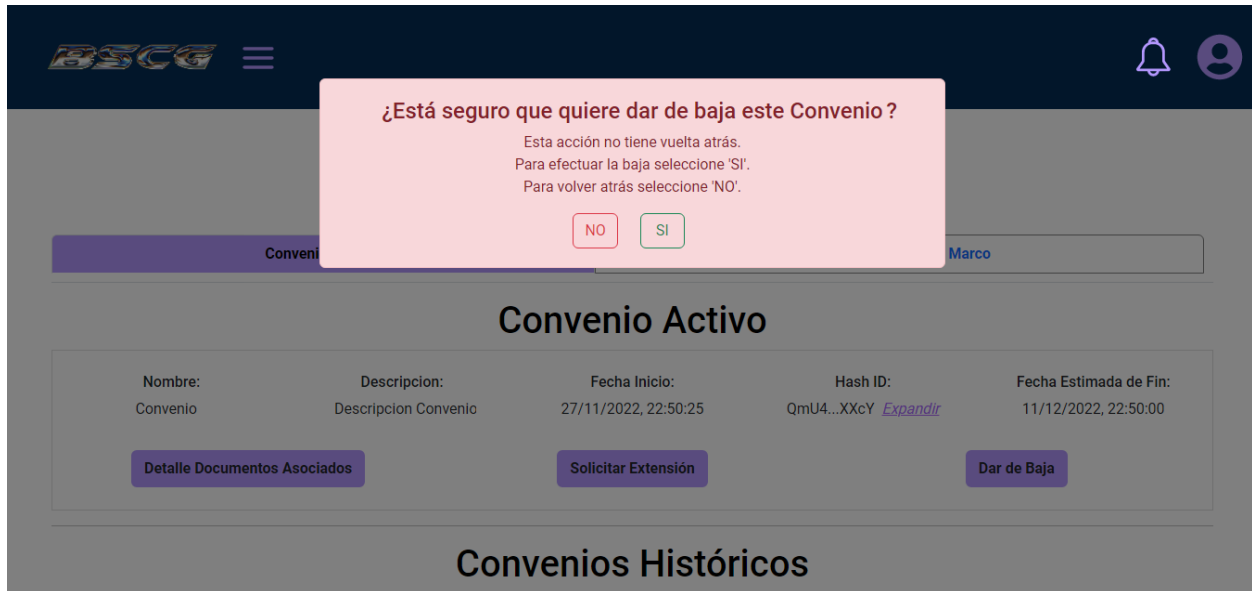 BSCG
¿Está seguro que quiere dar de baja este Convenio?
Esta acción no tiene vuelta atrás.
Para efectuar la baja seleccione 'SI'.
Para volver atrás seleccione 'NO'.
NO SI
Conveni Marco
Convenio Activo
Nombre: Descripcion: Fecha Inicio: Hash ID: Fecha Estimada de Fin:
Convenio Descripcion Convenio 27/11/2022, 22:50:25 QmU4...XXcY Expandir 11/12/2022, 22:50:00
Detalle Documentos Asociados Solicitar Extensión Dar de Baja
Convenios Históricos